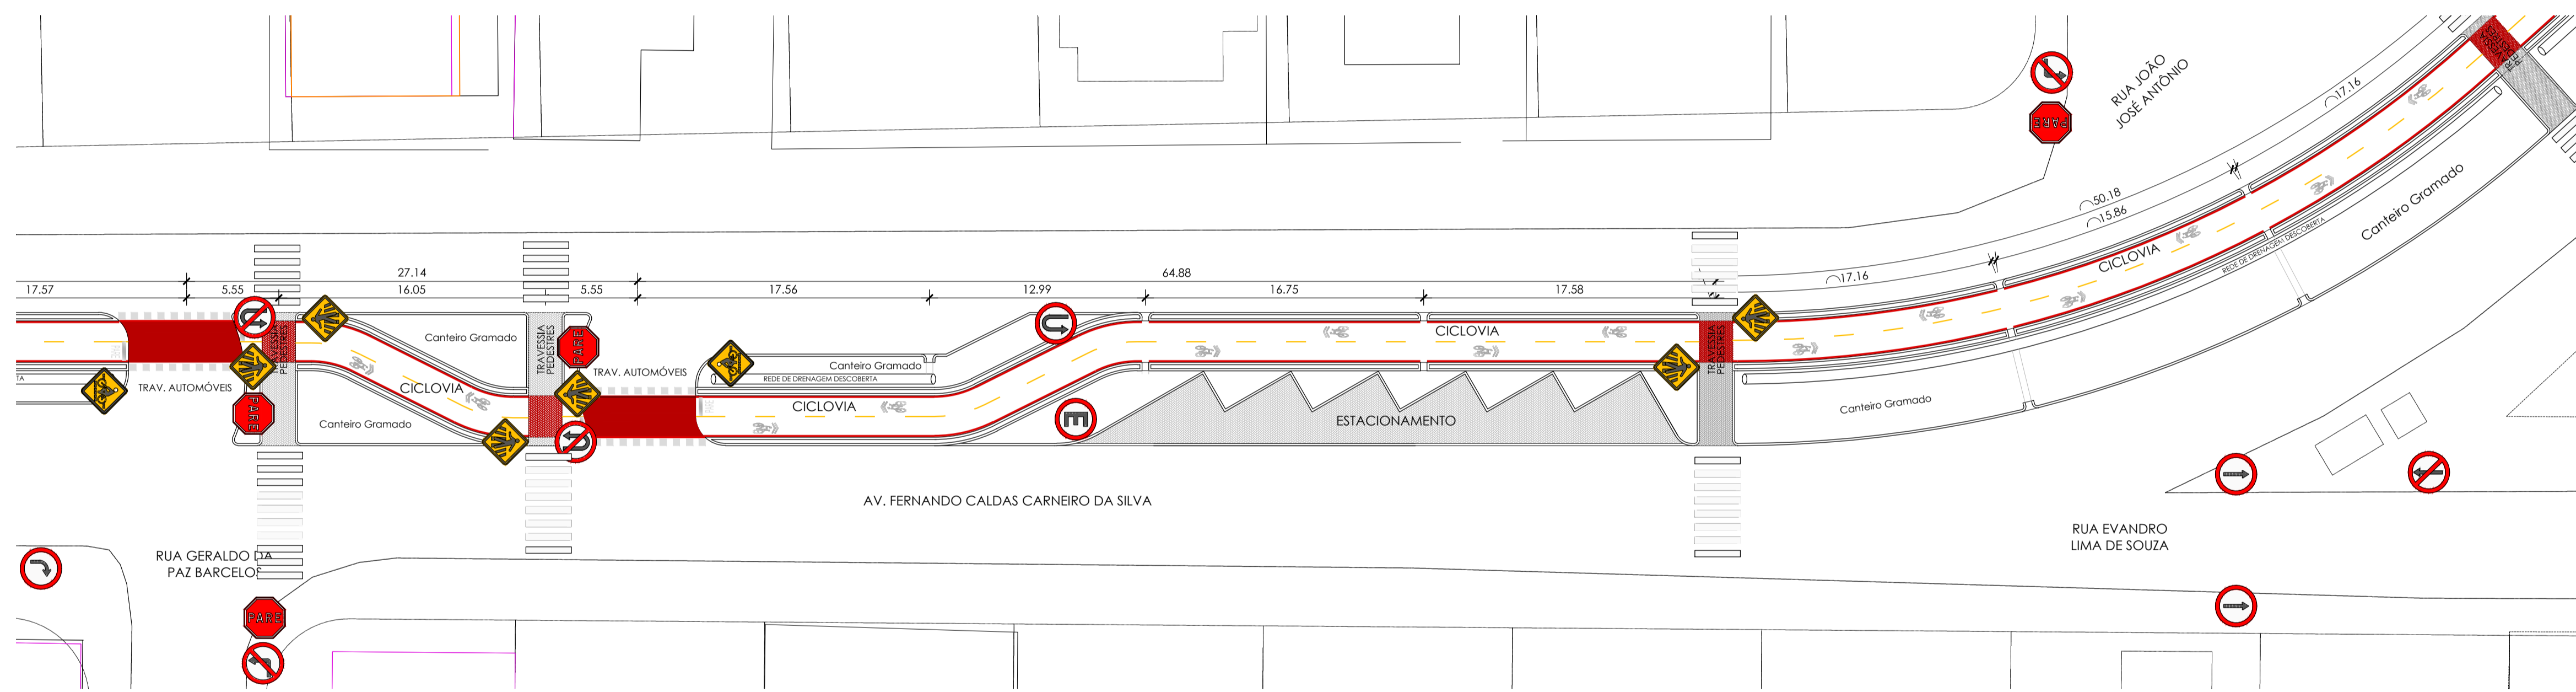 RUA JOÃO
JOSÉ ANTÔNIO
PARE
17.16
50.18
15.86
17.16
27.14
64.88
17.57
5.55
16.05
5.55
17.56
12.99
16.75
17.58
TRAVESSIA
PEDESTRES
Canteiro Gramado
TRAVESSIA
PEDESTRES
PARE
CICLOVIA
TRAVESSIA
PEDESTRES
CICLOVIA
REDE DE DRENAGEM DESCOBERTA
Canteiro Gramado
TRAV. AUTOMÓVEIS
Canteiro Gramado
REDE DE DRENAGEM DESCOBERTA
TA
TRAV. AUTOMÓVEIS
CICLOVIA
CICLOVIA
PARE
Canteiro Gramado
E
ESTACIONAMENTO
Canteiro Gramado
AV. FERNANDO CALDAS CARNEIRO DA SILVA
RUA GERALDO DA
PAZ BARCELOS
RUA EVANDRO
LIMA DE SOUZA
PARE